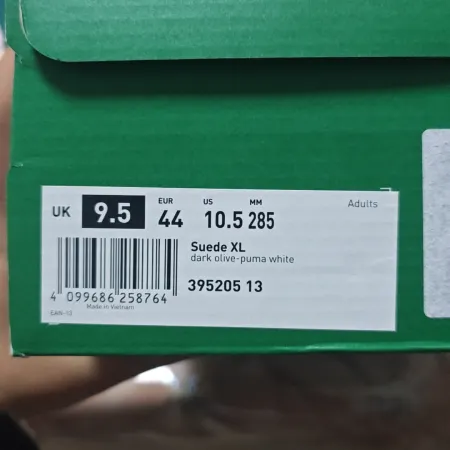 UK 9.5 EUR 44 US 10.5 MM 285 Adults
Suede XL
dark olive-puma white
395205 13
4 099686 258764
Made in Vietnam